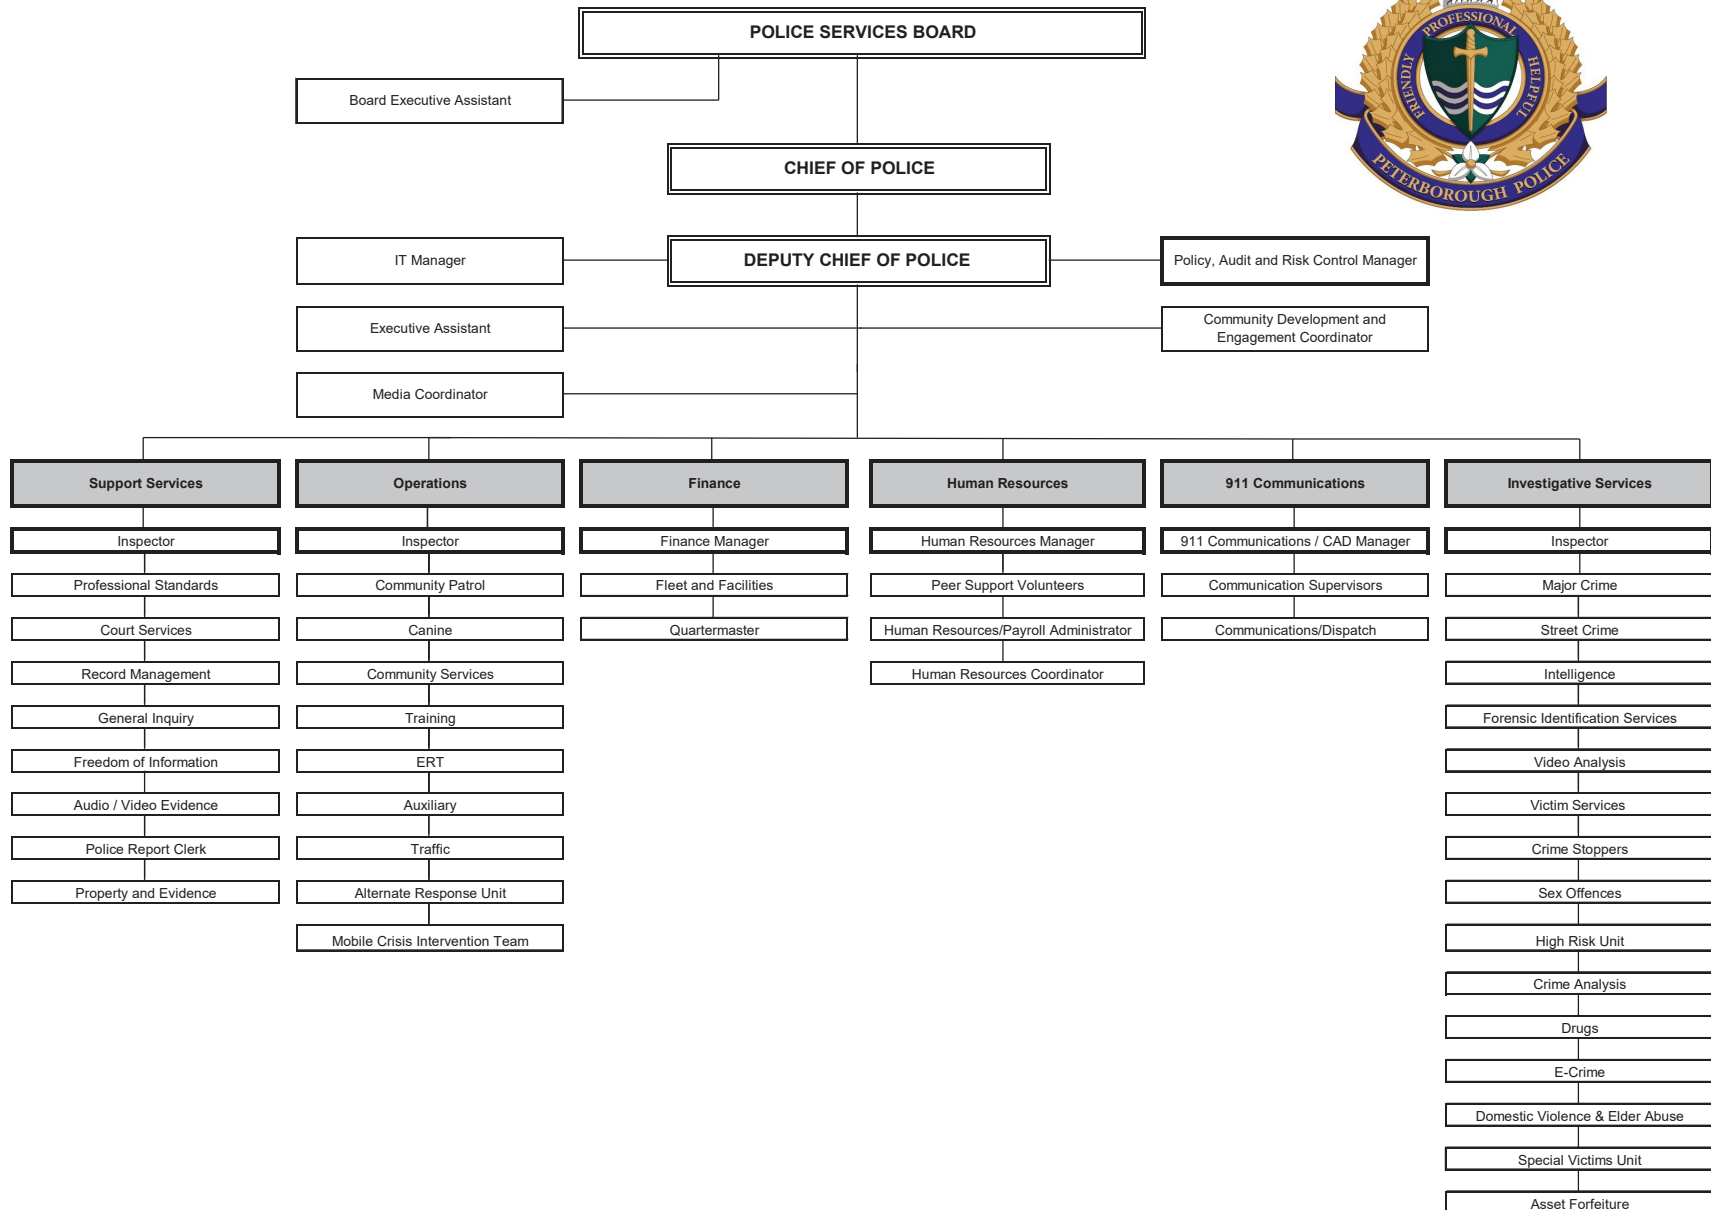 POLICE SERVICES BOARD
FRIENDLY PROFESSIONAL HELPFUL
PETERBOROUGH POLICE
Board Executive Assistant
CHIEF OF POLICE
IT Manager
DEPUTY CHIEF OF POLICE
Policy, Audit and Risk Control Manager
Executive Assistant
Community Development and
Engagement Coordinator
Media Coordinator
Support Services
Inspector
Professional Standards
Court Services
Record Management
General Inquiry
Freedom of Information
Audio / Video Evidence
Police Report Clerk
Property and Evidence
Operations
Inspector
Community Patrol
Canine
Community Services
Training
ERT
Auxiliary
Traffic
Alternate Response Unit
Mobile Crisis Intervention Team
Finance
Finance Manager
Fleet and Facilities
Quartermaster
Human Resources
Human Resources Manager
Peer Support Volunteers
Human Resources/Payroll Administrator
Human Resources Coordinator
911 Communications
911 Communications / CAD Manager
Communication Supervisors
Communications/Dispatch
Investigative Services
Inspector
Major Crime
Street Crime
Intelligence
Forensic Identification Services
Video Analysis
Victim Services
Crime Stoppers
Sex Offences
High Risk Unit
Crime Analysis
Drugs
E-Crime
Domestic Violence & Elder Abuse
Special Victims Unit
Asset Forfeiture